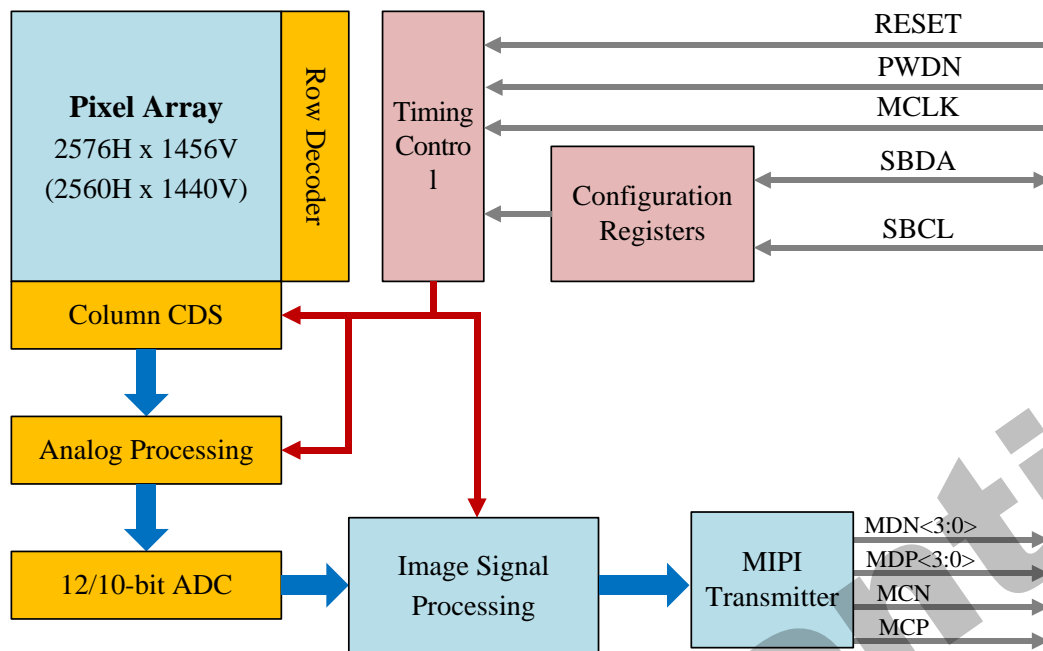 Pixel Array
2576H x 1456V
(2560H x 1440V)
Row Decoder
Column CDS
Analog Processing
12/10-bit ADC
Timing
Contro
l
Configuration
Registers
RESET
PWDN
MCLK
SBDA
SBCL
Image Signal
Processing
MIPI
Transmitter
MDN<3:0>
MDP<3:0>
MCN
MCP
nti